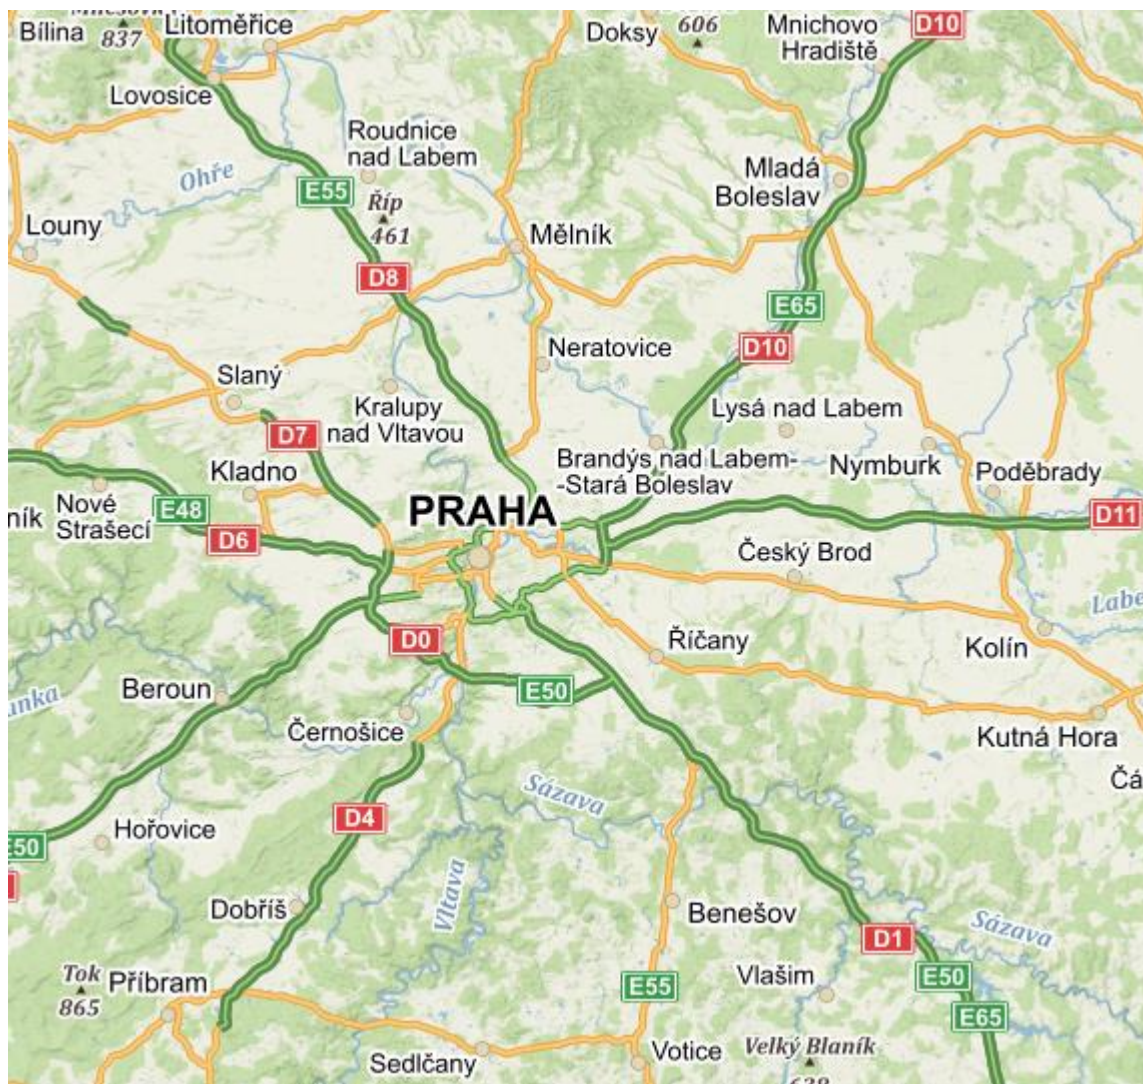 Bílina
837
Litoměřice
Doksy
606
Mnichovo
Hradiště
D10
Lovosice
Roudnice
nad Labem
Ohře
E55
Říp
461
Mladá
Boleslav
Louny
Mělník
D8
E65
D10
Neratovice
Slaný
Kralupy
nad Vltavou
Lysá nad Labem
D7
Kladno
Brandýs nad Labem-
-Stará Boleslav
Nymburk
Poděbrady
Nové
Strašecí
E48
ník
D6
PRAHA
D11
Český Brod
Labe
D0
Říčany
Kolín
Beroun
E50
Černošice
Kutná Hora
Čá
Sázava
D4
Hořovice
E50
Vltava
Dobříš
Benešov
D1
Sázava
Tok
865
Příbram
E55
Vlašim
E50
E65
Sedlčany
Votice
Velký Blaník